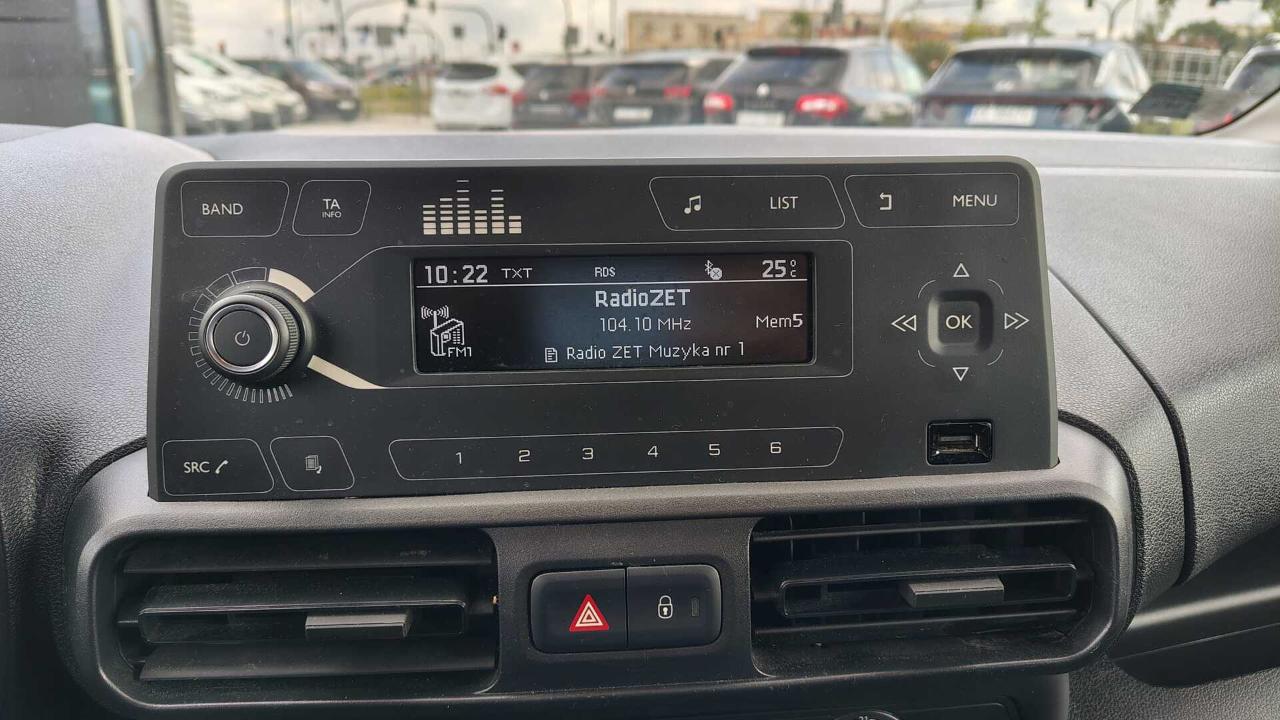 BAND
TA
INFO
LIST
MENU
10:22 TXT RDS 25°C
RadioZET
104.10 MHz Mem5
FM1
Radio ZET Muzyka nr 1
OK
SRC
1 2 3 4 5 6